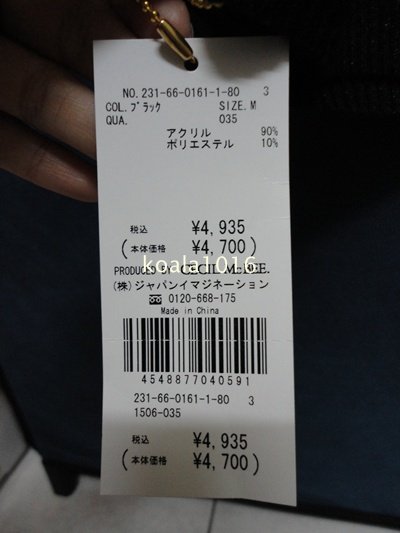 NO. 231-66-0161-1-80 3
COL. ブラック SIZE. M
QUA. 035
アクリル 90%
ポリエステル 10%
税込 ¥4,935
(本体価格 ¥4,700)
koala1016
PRODUCED BY CECIL McBEE.
(株)ジャパンイマジネーション
0120-668-175
Made in China
4548877040591
231-66-0161-1-80 3
1506-035
税込 ¥4,935
(本体価格 ¥4,700)